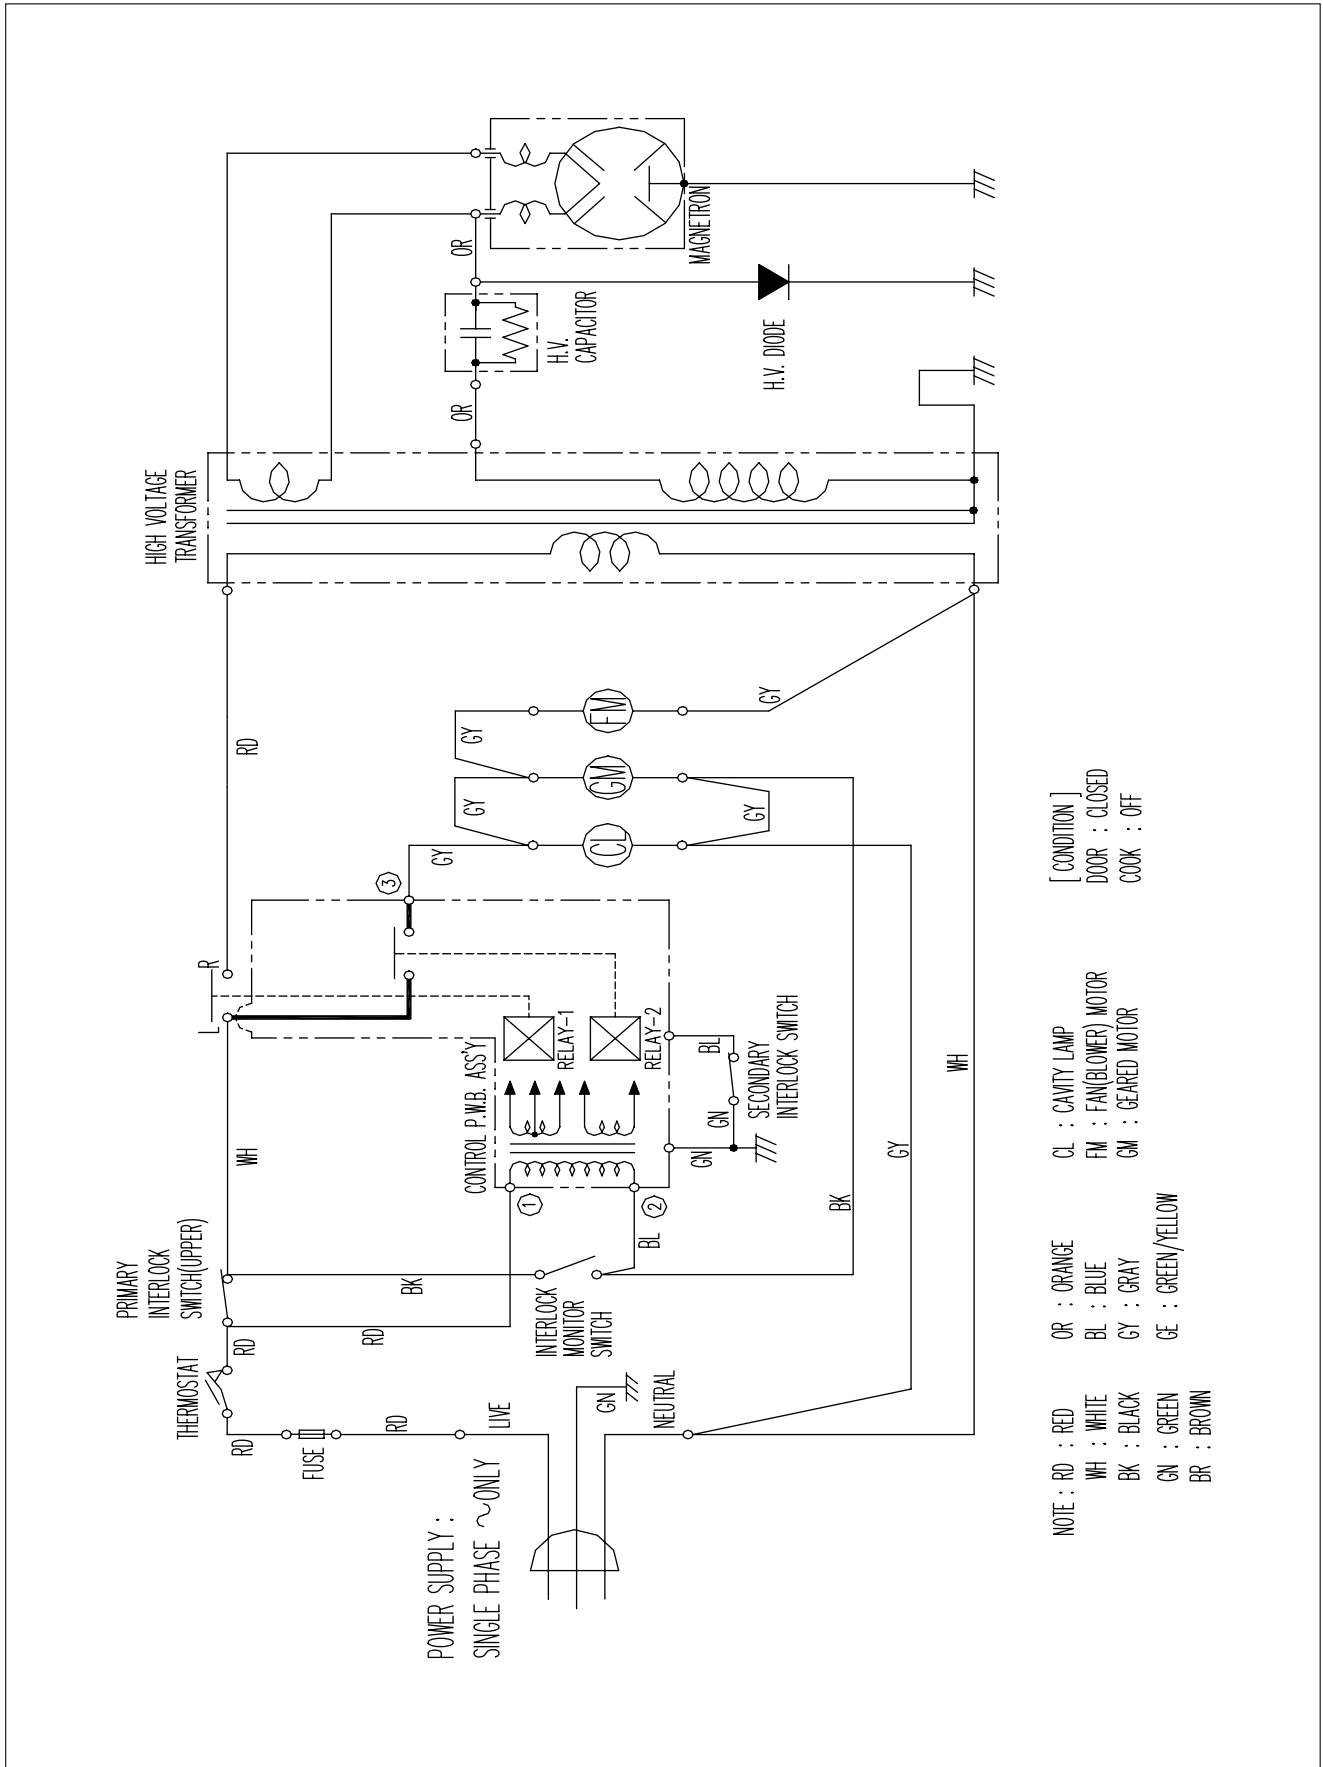 HIGH VOLTAGE
TRANSFORMER
OR
OR
H.V.
CAPACITOR
MAGNETRON
H.V. DIODE
PRIMARY
INTERLOCK
SWITCH(UPPER)
THERMOSTAT
RD
RD
FUSE
RD
LIVE
POWER SUPPLY :
SINGLE PHASE ~ONLY
GN
NEUTRAL
RD
BK
INTERLOCK
MONITOR
SWITCH
WH
L
R
RD
CONTROL P.W.B. ASS'Y
1
2
3
BL
RELAY-1
RELAY-2
GN
GN
BL
SECONDARY
INTERLOCK SWITCH
GY
GY
GY
CL
GM
FM
GY
GY
BK
GY
WH
NOTE : RD : RED
WH : WHITE
BK : BLACK
GN : GREEN
BR : BROWN
OR : ORANGE
BL : BLUE
GY : GRAY
GE : GREEN/YELLOW
CL : CAVITY LAMP
FM : FAN(BLOWER) MOTOR
GM : GEARED MOTOR
[ CONDITION ]
DOOR : CLOSED
COOK : OFF